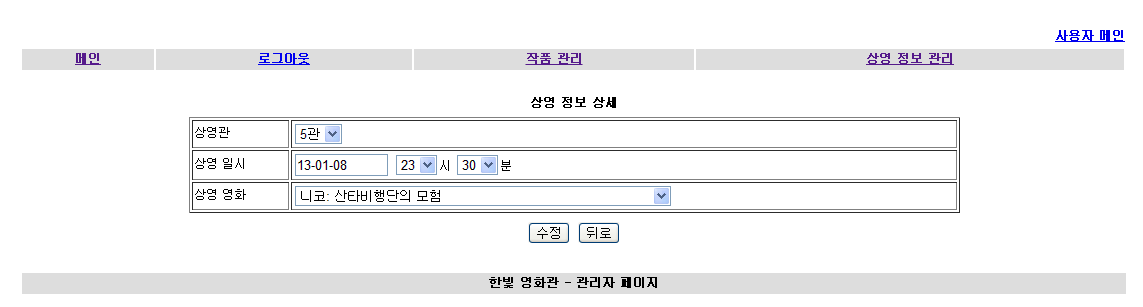 사용자 메인
메인 로그아웃 작품 관리 상영 정보 관리
상영 정보 상세
상영관 5관
상영 일시 13-01-08 23 시 30 분
상영 영화 니코: 산타비행단의 모험
수정 뒤로
한빛 영화관 - 관리자 페이지